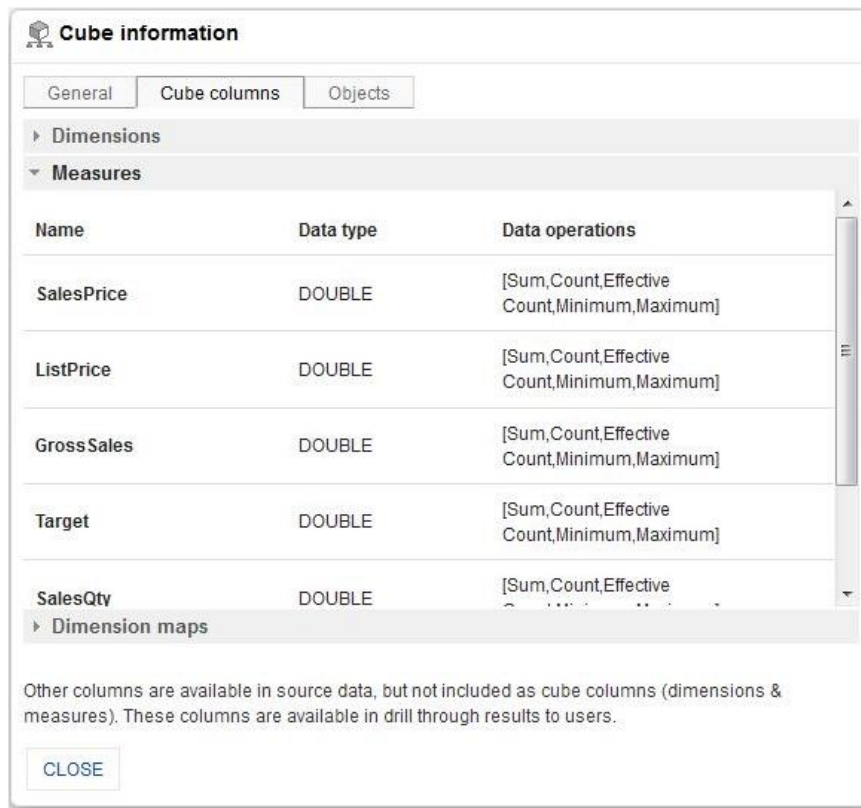 Cube information
General Cube columns Objects
Dimensions
Measures
Name Data type Data operations
SalesPrice DOUBLE [Sum,Count,Effective
Count,Minimum,Maximum]
ListPrice DOUBLE [Sum,Count,Effective
Count,Minimum,Maximum]
GrossSales DOUBLE [Sum,Count,Effective
Count,Minimum,Maximum]
Target DOUBLE [Sum,Count,Effective
Count,Minimum,Maximum]
SalesQty DOUBLE [Sum,Count,Effective
Dimension maps
Other columns are available in source data, but not included as cube columns (dimensions &
measures). These columns are available in drill through results to users.
CLOSE